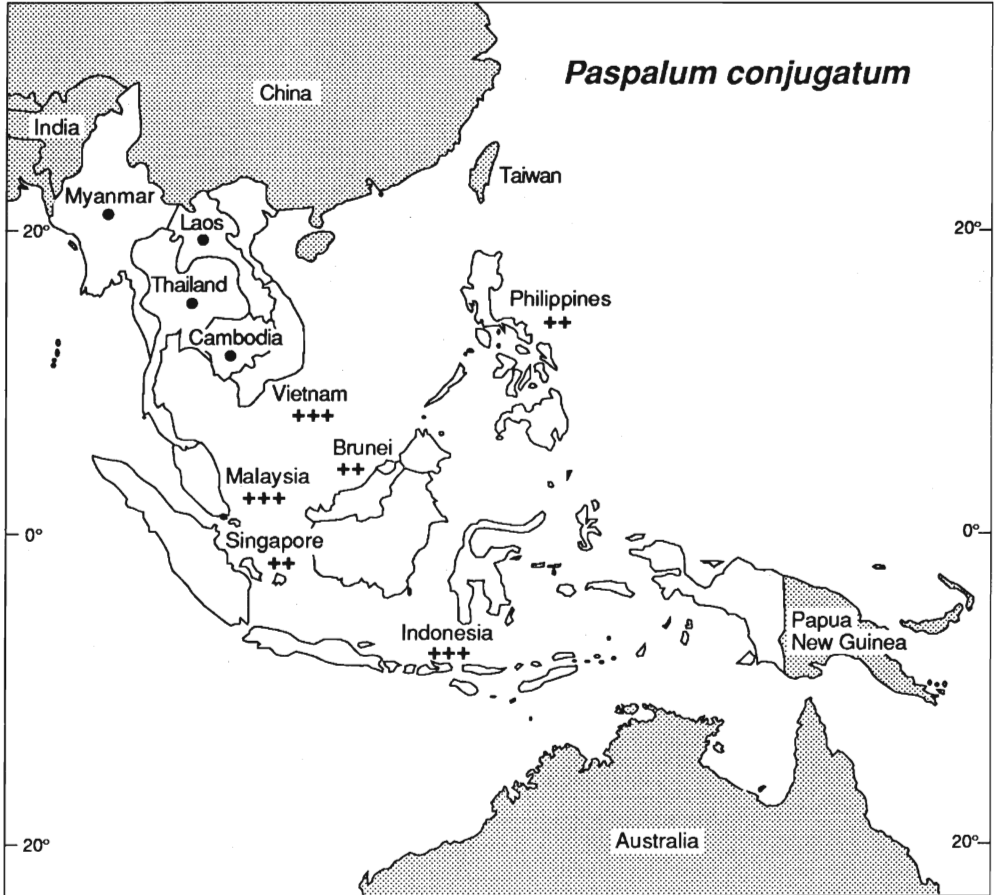 Paspalum conjugatum
China
India
Taiwan
Myanmar
Laos
20°
20°
Thailand
Philippines
++
Cambodia
Vietnam
+++
Brunei
++
Malaysia
+++
0°
0°
Singapore
++
Indonesia
+++
Papua
New Guinea
Australia
20°
20°